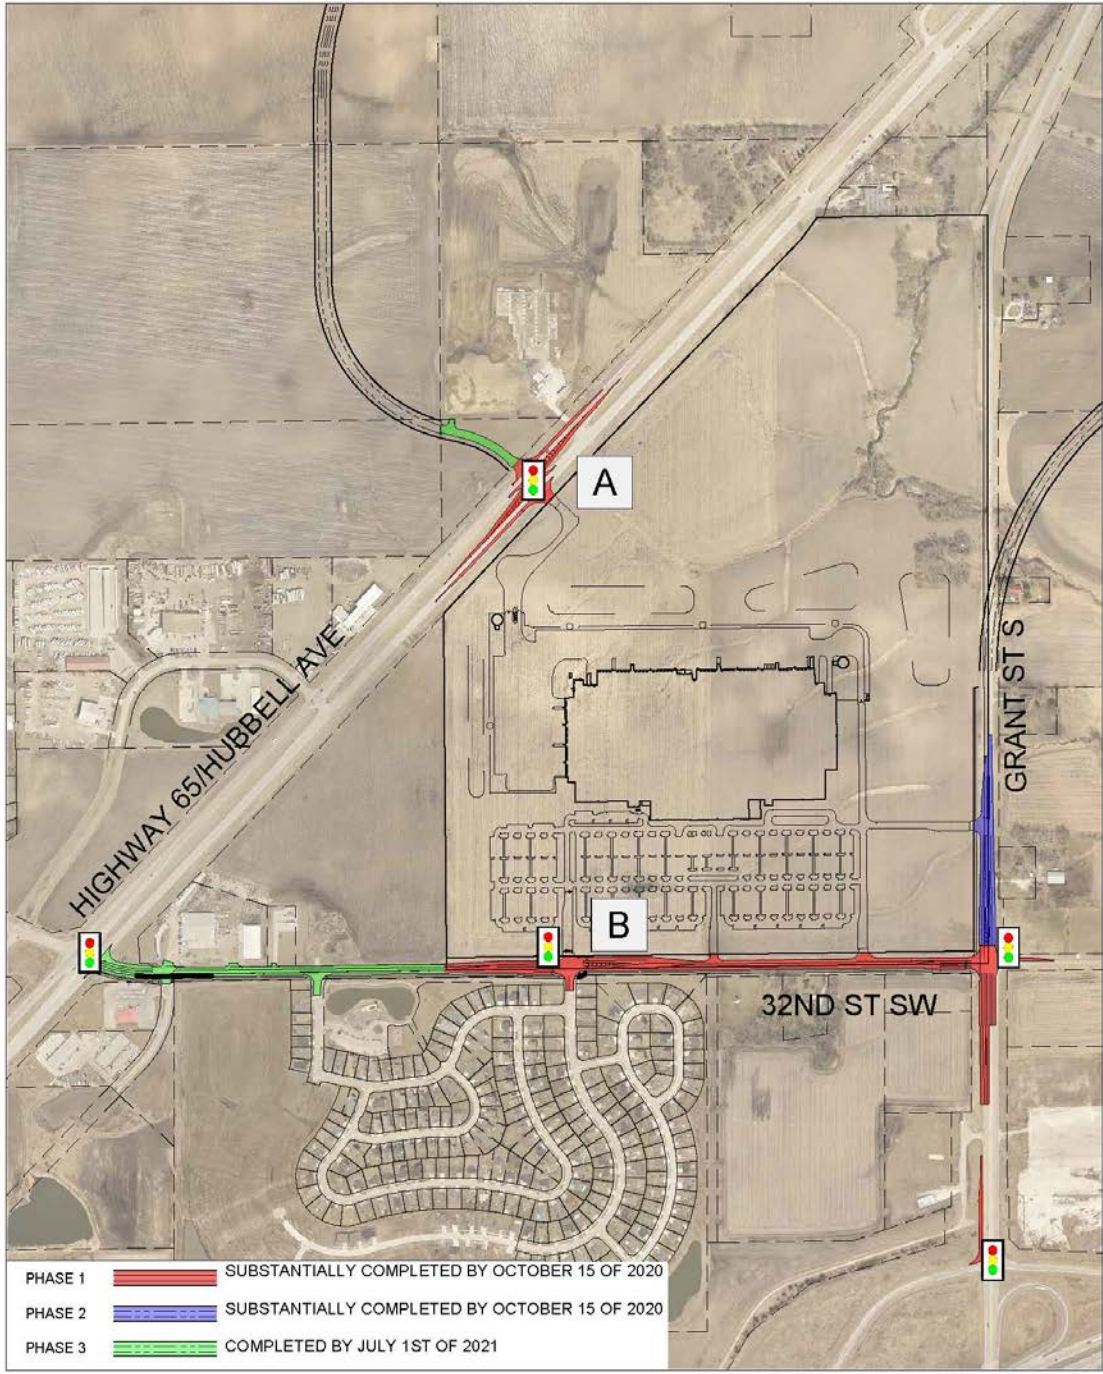 A
HIGHWAY 65/HUBBELL AVE
GRANT ST S
B
32ND ST SW
PHASE 1 SUBSTANTIALLY COMPLETED BY OCTOBER 15 OF 2020
PHASE 2 SUBSTANTIALLY COMPLETED BY OCTOBER 15 OF 2020
PHASE 3 COMPLETED BY JULY 1ST OF 2021